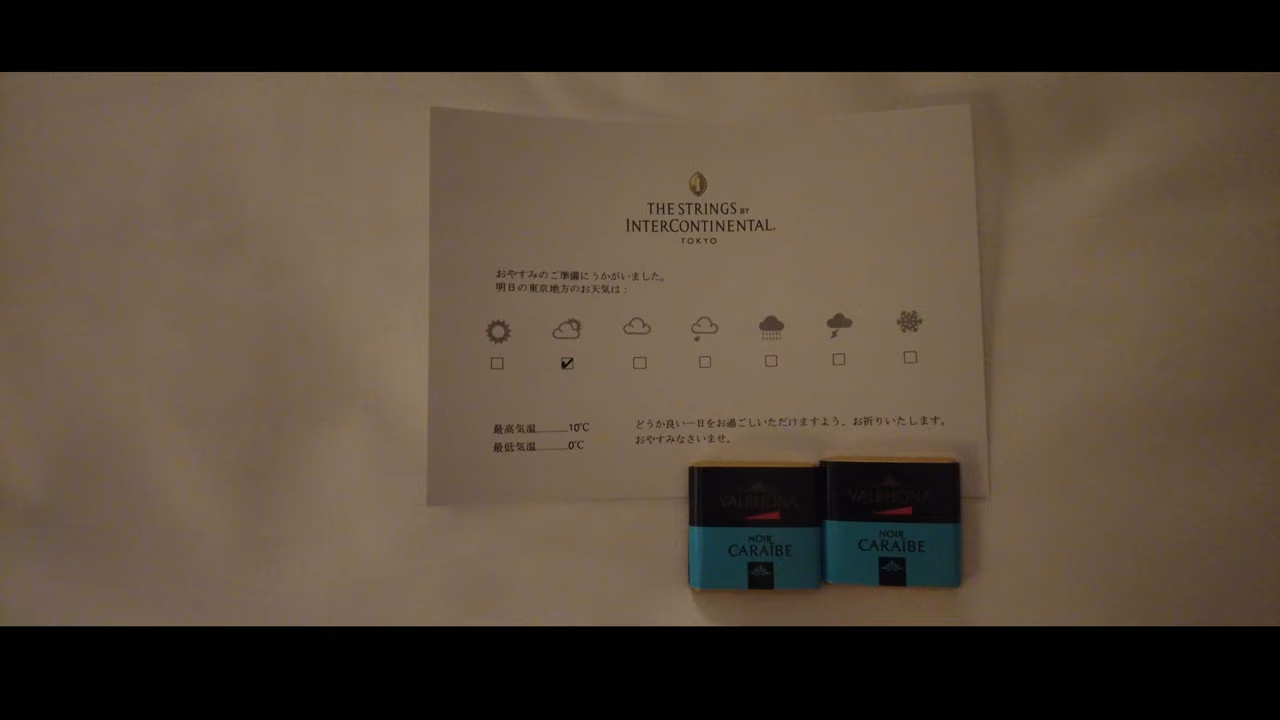 THE STRINGS BY
INTERCONTINENTAL.
TOKYO
おやすみのご準備にうかがいました。
明日の東京地方のお天気は：
最高気温............10℃
最低気温............0℃
どうか良い一日をお過ごしいただけますよう、お祈りいたします。
おやすみなさいませ。
VALRHONA
NOIR
CARAÏBE
VALRHONA
NOIR
CARAÏBE